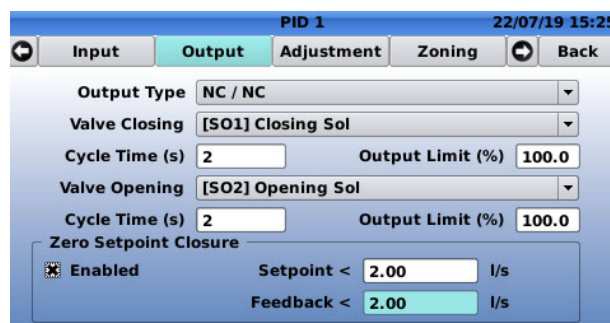 PID 1 22/07/19 15:25
Input Output Adjustment Zoning Back
Output Type NC / NC
Valve Closing [SO1] Closing Sol
Cycle Time (s) 2 Output Limit (%) 100.0
Valve Opening [SO2] Opening Sol
Cycle Time (s) 2 Output Limit (%) 100.0
Zero Setpoint Closure
Enabled Setpoint < 2.00 l/s
Feedback < 2.00 l/s